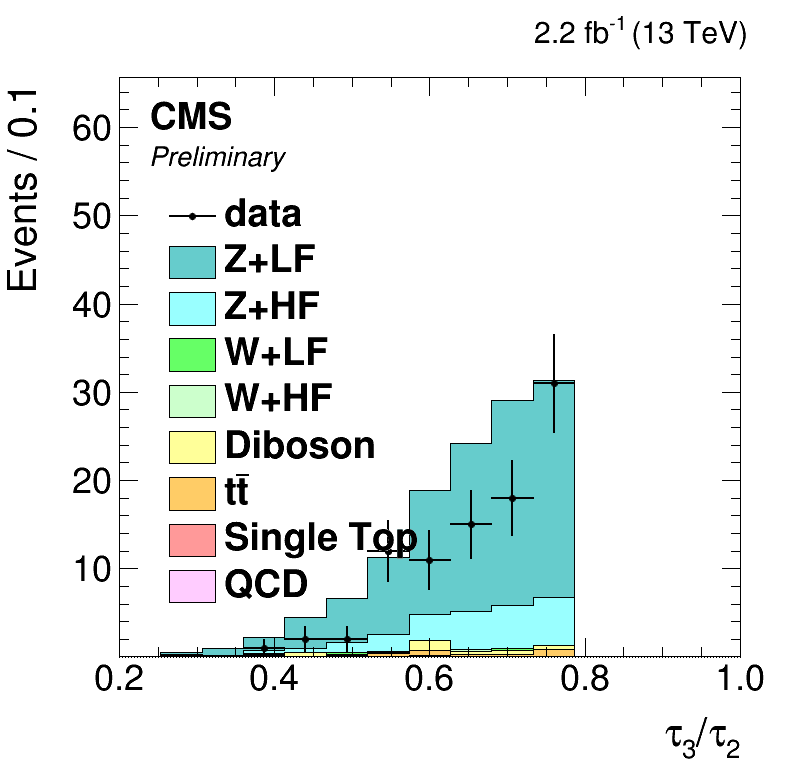 2.2 fb⁻¹ (13 TeV)
Events / 0.1
CMS
Preliminary
data
Z+LF
Z+HF
W+LF
W+HF
Diboson
tt̄
Single Top
QCD
60
50
40
30
20
10
0.2 0.4 0.6 0.8 1.0
τ₃/τ₂